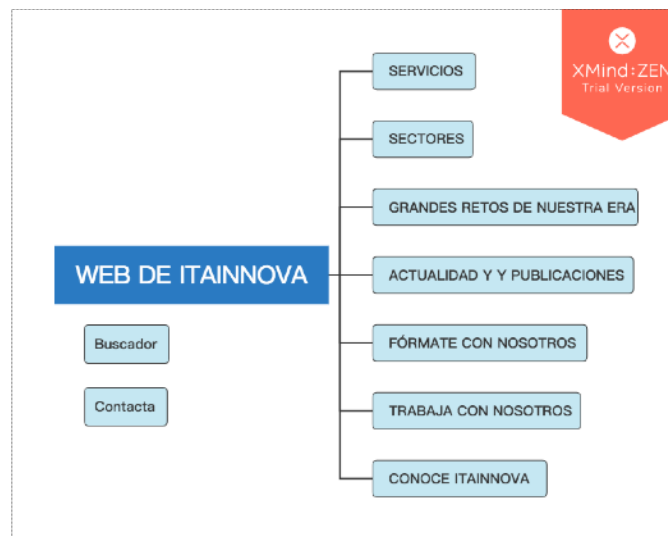 SERVICIOS
XMind:ZEN
Trial Version
SECTORES
GRANDES RETOS DE NUESTRA ERA
WEB DE ITAINNOVA
ACTUALIDAD Y Y PUBLICACIONES
Buscador
FÓRMATE CON NOSOTROS
Contacta
TRABAJA CON NOSOTROS
CONOCE ITAINNOVA